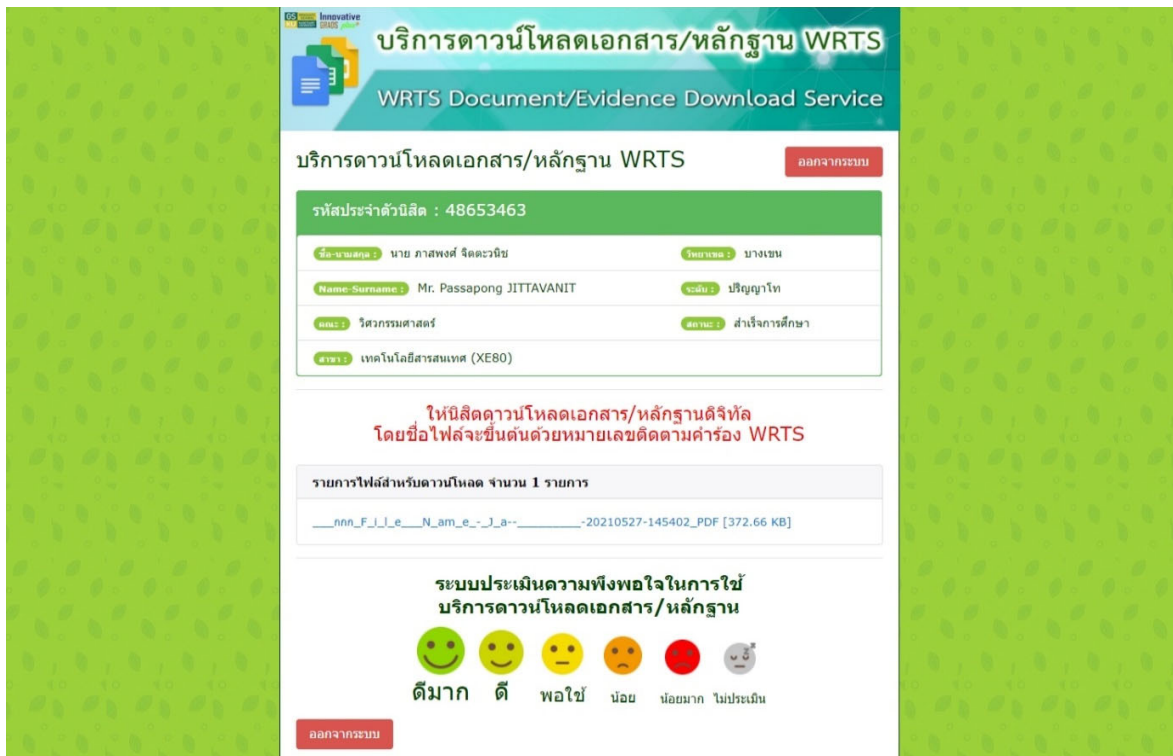 GS
KU
Innovative
GRADS plus+
บริการดาวน์โหลดเอกสาร/หลักฐาน WRTS
WRTS Document/Evidence Download Service
บริการดาวน์โหลดเอกสาร/หลักฐาน WRTS ออกจากระบบ
รหัสประจำตัวนิสิต : 48653463
ชื่อ-นามสกุล : นาย ภาสพงศ์ จิตตะวนิช วิทยาเขต : บางเขน
Name-Surname : Mr. Passapong JITTAVANIT ระดับ : ปริญญาโท
คณะ : วิศวกรรมศาสตร์ สถานะ : สำเร็จการศึกษา
สาขา : เทคโนโลยีสารสนเทศ (XE80)
ให้นิสิตดาวน์โหลดเอกสาร/หลักฐานดิจิทัล
โดยชื่อไฟล์จะขึ้นต้นด้วยหมายเลขติดตามคำร้อง WRTS
รายการไฟล์สำหรับดาวน์โหลด จำนวน 1 รายการ
___nnn_F_i_l_e___N_am_e_-_J_a--__________-20210527-145402_PDF [372.66 KB]
ระบบประเมินความพึงพอใจในการใช้
บริการดาวน์โหลดเอกสาร/หลักฐาน
ดีมาก ดี พอใช้ น้อย น้อยมาก ไม่ประเมิน
ออกจากระบบ